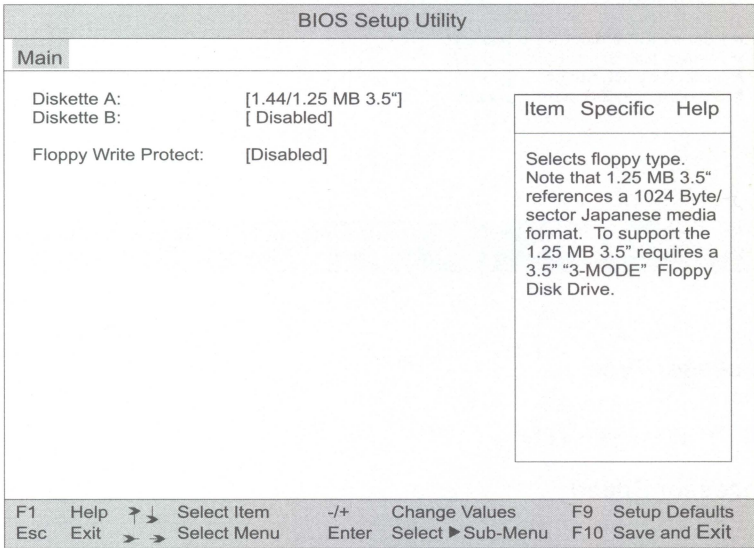 BIOS Setup Utility
Main
Diskette A: [1.44/1.25 MB 3.5“]
Diskette B: [ Disabled]
Floppy Write Protect: [Disabled]
Item Specific Help
Selects floppy type.
Note that 1.25 MB 3.5“
references a 1024 Byte/
sector Japanese media
format. To support the
1.25 MB 3.5” requires a
3.5” “3-MODE” Floppy
Disk Drive.
F1 Help Select Item -/+ Change Values F9 Setup Defaults
Esc Exit Select Menu Enter Select ▶ Sub-Menu F10 Save and Exit